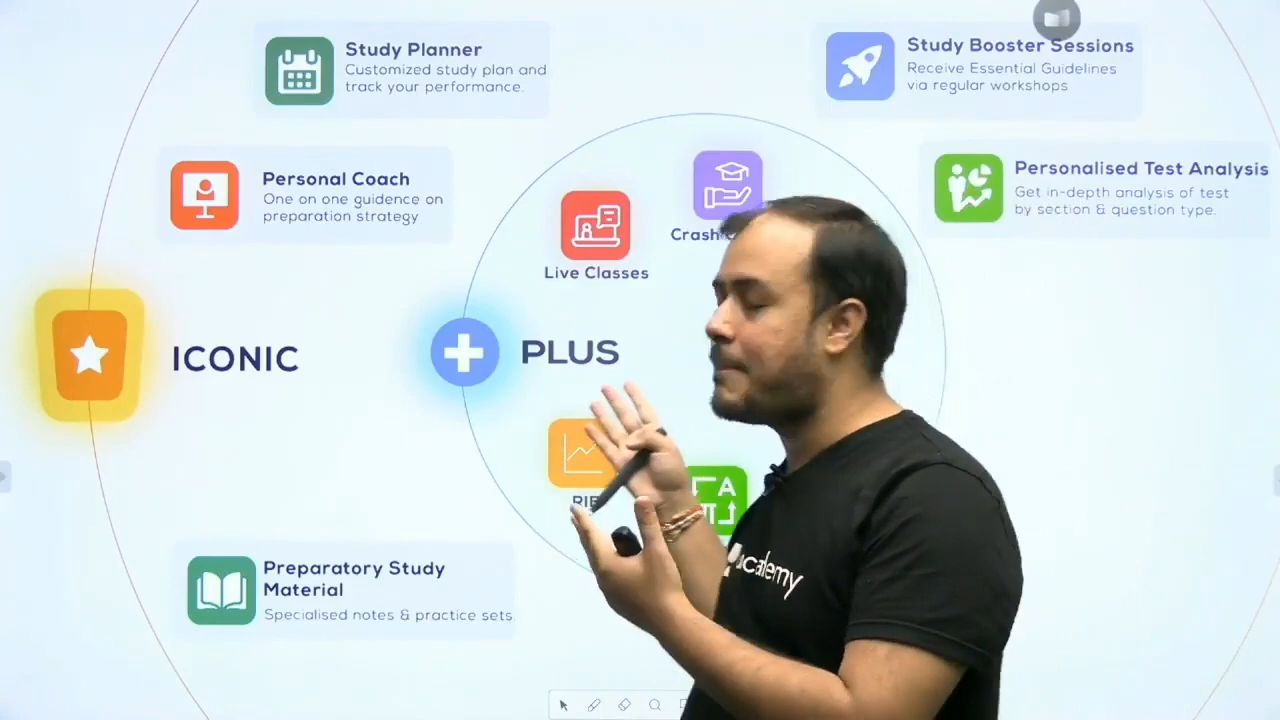 Study Planner
Customized study plan and
track your performance.
Study Booster Sessions
Receive Essential Guidelines
via regular workshops
Personal Coach
One on one guidence on
preparation strategy
Personalised Test Analysis
Get in-depth analysis of test
by section & question type.
Live Classes
ICONIC
PLUS
A
Preparatory Study
Material
Specialised notes & practice sets.